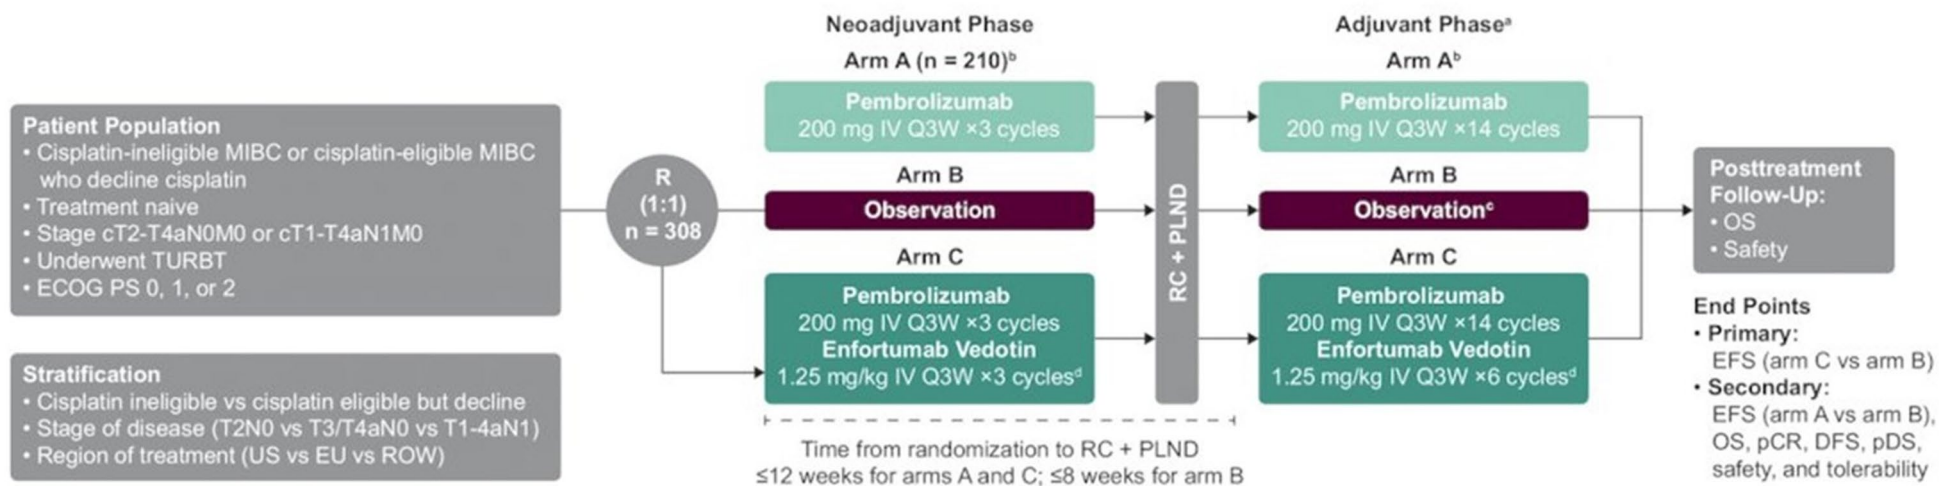 Patient Population
• Cisplatin-ineligible MIBC or cisplatin-eligible MIBC
who decline cisplatin
• Treatment naive
• Stage cT2-T4aN0M0 or cT1-T4aN1M0
• Underwent TURBT
• ECOG PS 0, 1, or 2
Stratification
• Cisplatin ineligible vs cisplatin eligible but decline
• Stage of disease (T2N0 vs T3/T4aN0 vs T1-4aN1)
• Region of treatment (US vs EU vs ROW)
R
(1:1)
n = 308
Neoadjuvant Phase
Arm A (n = 210)ᵇ
Pembrolizumab
200 mg IV Q3W ×3 cycles
Arm B
Observation
Arm C
Pembrolizumab
200 mg IV Q3W ×3 cycles
Enfortumab Vedotin
1.25 mg/kg IV Q3W ×3 cyclesᵈ
Time from randomization to RC + PLND
≤12 weeks for arms A and C; ≤8 weeks for arm B
RC + PLND
Adjuvant Phaseᵃ
Arm Aᵇ
Pembrolizumab
200 mg IV Q3W ×14 cycles
Arm B
Observationᶜ
Arm C
Pembrolizumab
200 mg IV Q3W ×14 cycles
Enfortumab Vedotin
1.25 mg/kg IV Q3W ×6 cyclesᵈ
Posttreatment
Follow-Up:
• OS
• Safety
End Points
• Primary:
EFS (arm C vs arm B)
• Secondary:
EFS (arm A vs arm B),
OS, pCR, DFS, pDS,
safety, and tolerability